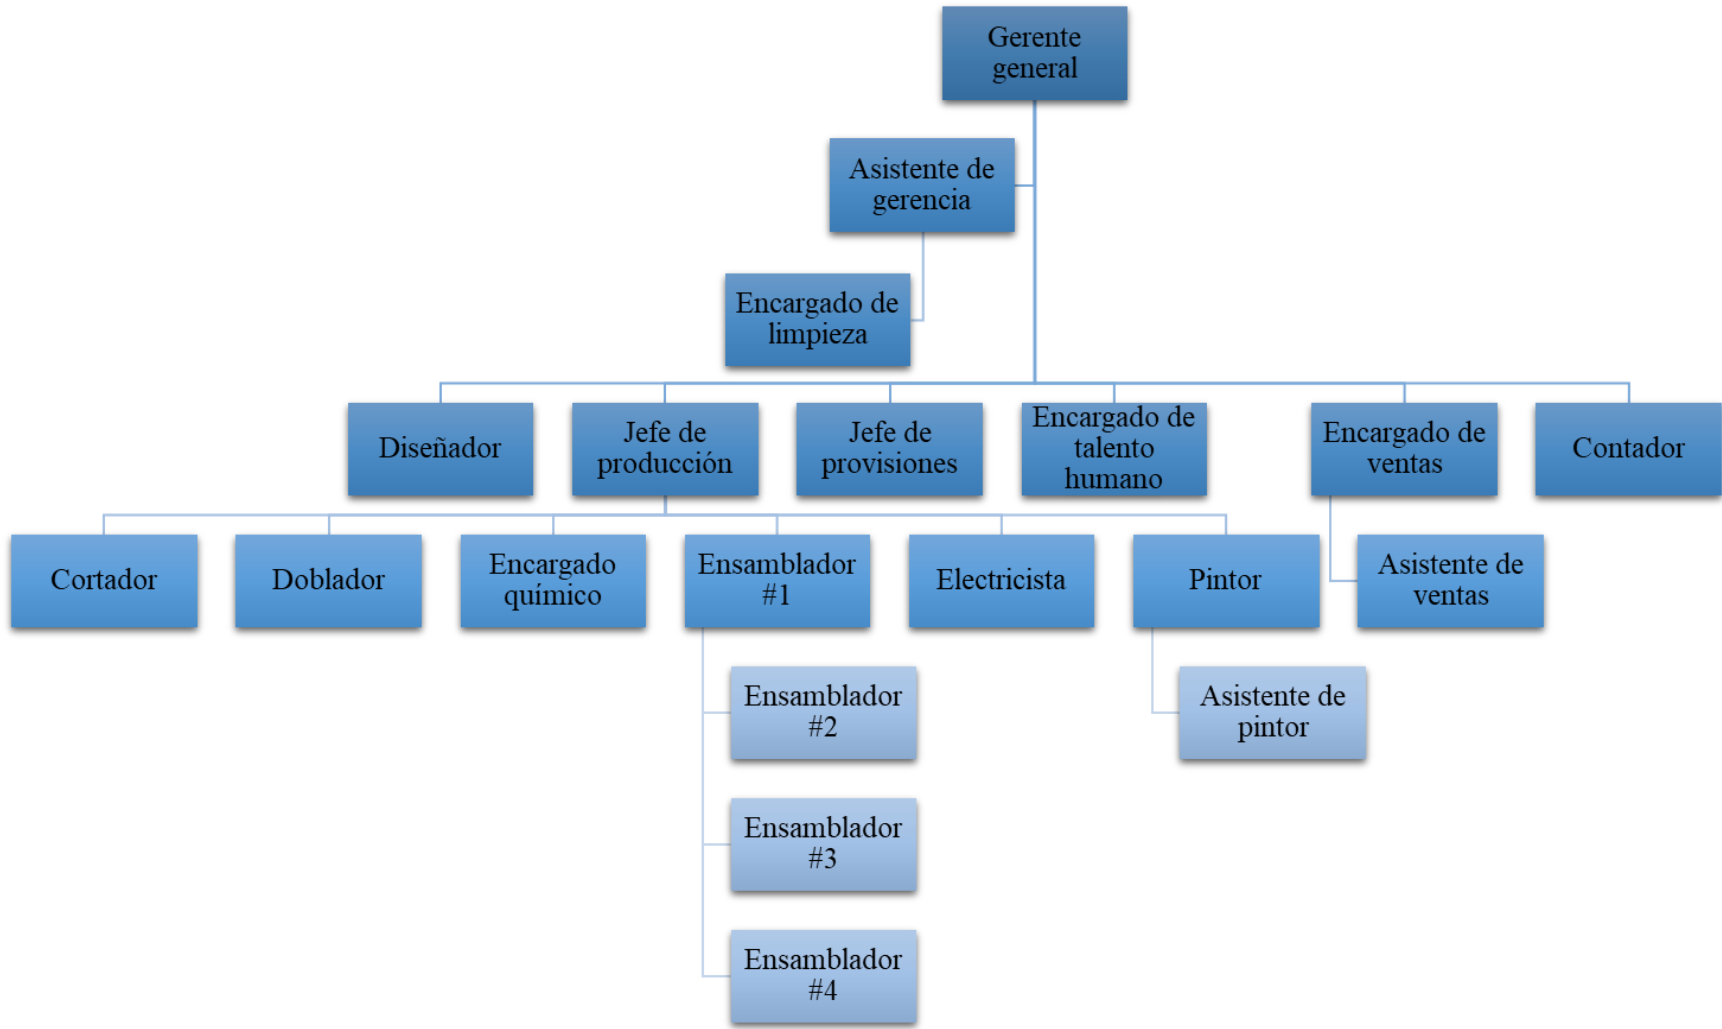 Gerente
general
Asistente de
gerencia
Encargado de
limpieza
Diseñador
Jefe de
producción
Jefe de
provisiones
Encargado de
talento
humano
Encargado de
ventas
Contador
Cortador
Doblador
Encargado
químico
Ensamblador
#1
Electricista
Pintor
Asistente de
ventas
Ensamblador
#2
Asistente de
pintor
Ensamblador
#3
Ensamblador
#4